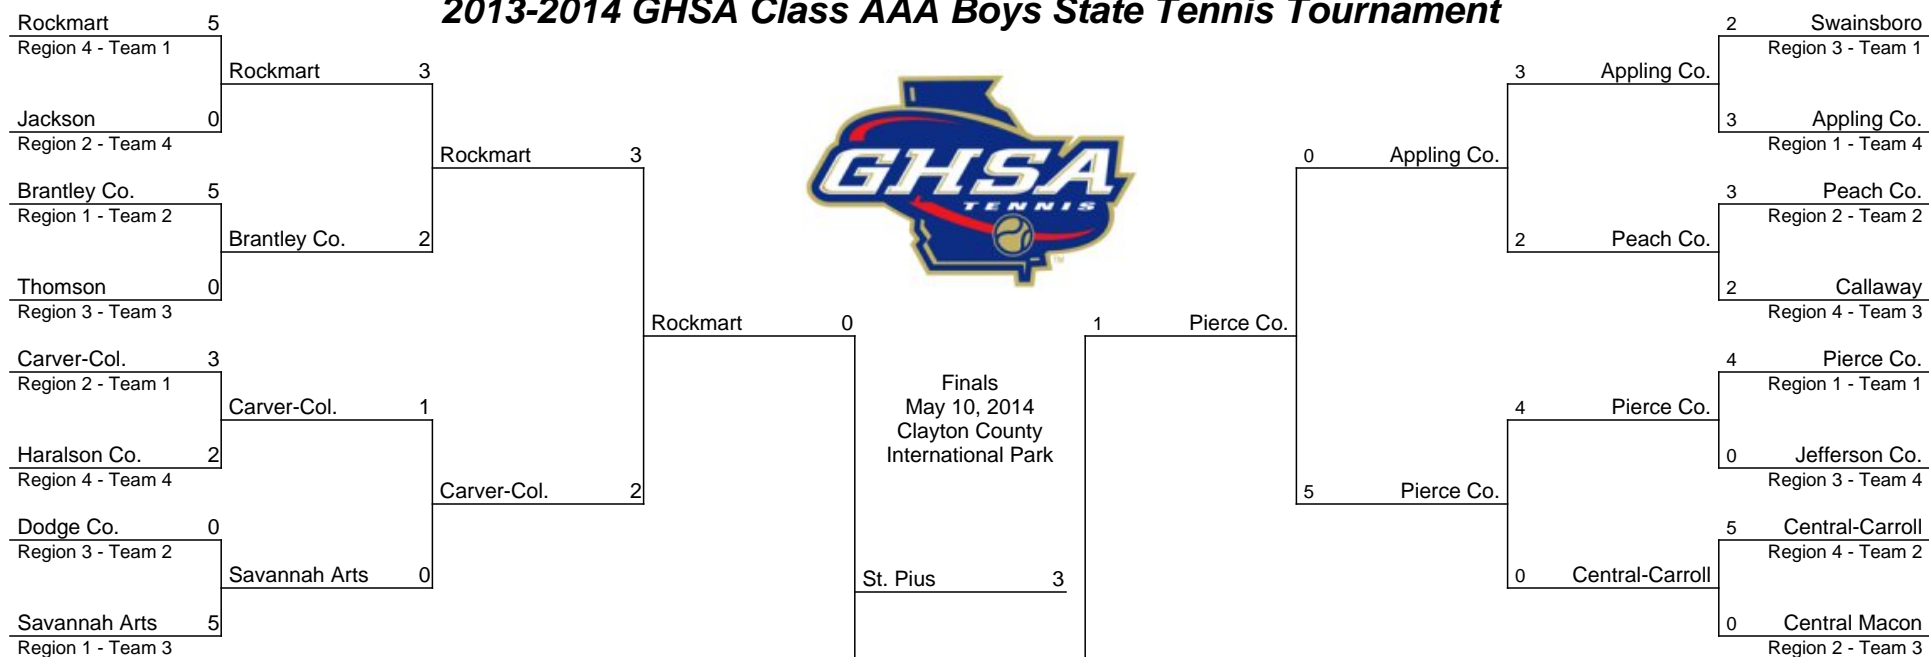 2013-2014 GHSA Class AAA Boys State Tennis Tournament
Rockmart 5
Region 4 - Team 1
Rockmart 3
Jackson 0
Region 2 - Team 4
Rockmart 3
Brantley Co. 5
Region 1 - Team 2
Brantley Co. 2
Thomson 0
Region 3 - Team 3
Rockmart 0
Carver-Col. 3
Region 2 - Team 1
Carver-Col. 1
Haralson Co. 2
Region 4 - Team 4
Carver-Col. 2
Dodge Co. 0
Region 3 - Team 2
Savannah Arts 0
Savannah Arts 5
Region 1 - Team 3
GHSA
TENNIS
TM
Finals
May 10, 2014
Clayton County
International Park
St. Pius 3
2 Swainsboro
Region 3 - Team 1
3 Appling Co.
3 Appling Co.
Region 1 - Team 4
0 Appling Co.
3 Peach Co.
Region 2 - Team 2
2 Peach Co.
2 Callaway
Region 4 - Team 3
1 Pierce Co.
4 Pierce Co.
Region 1 - Team 1
4 Pierce Co.
0 Jefferson Co.
Region 3 - Team 4
5 Pierce Co.
5 Central-Carroll
Region 4 - Team 2
0 Central-Carroll
0 Central Macon
Region 2 - Team 3